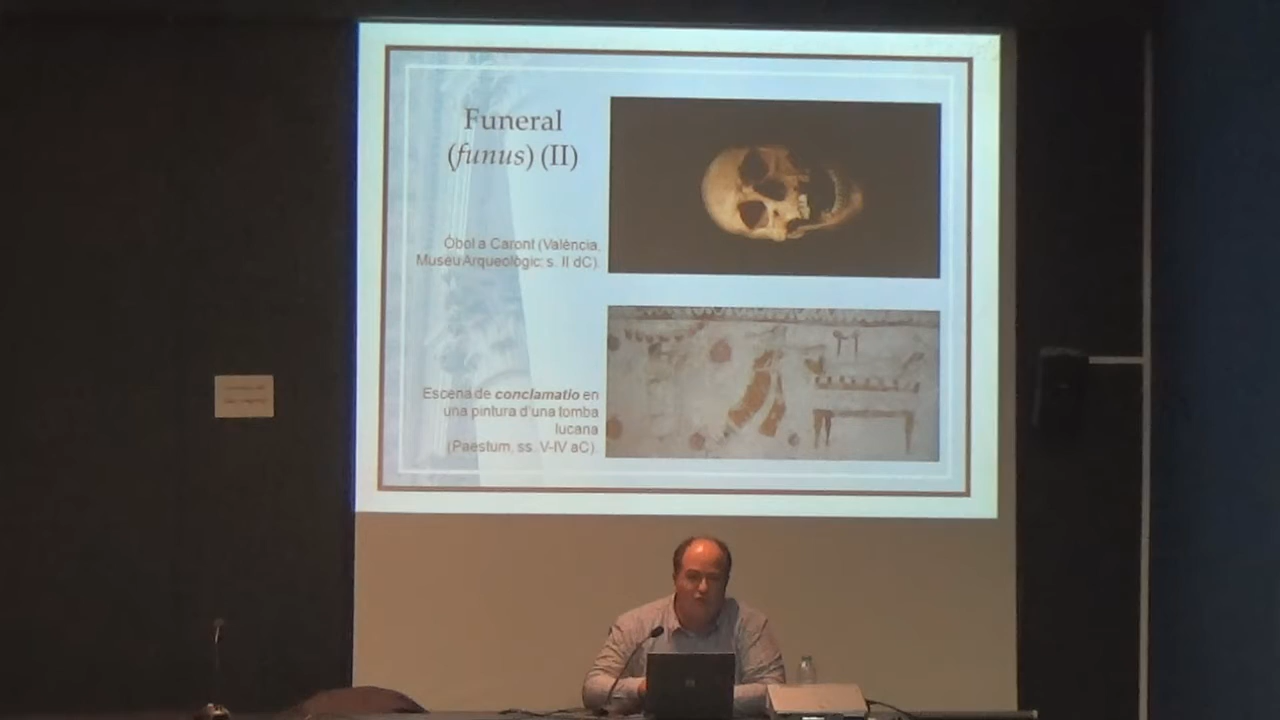 Funeral
(funus) (II)
Òbol a Caront (València,
Museu Arqueològic: s. II dC).
Escena de conclamatio en
una pintura d'una tomba
lucana
(Paestum, ss. V-IV aC).